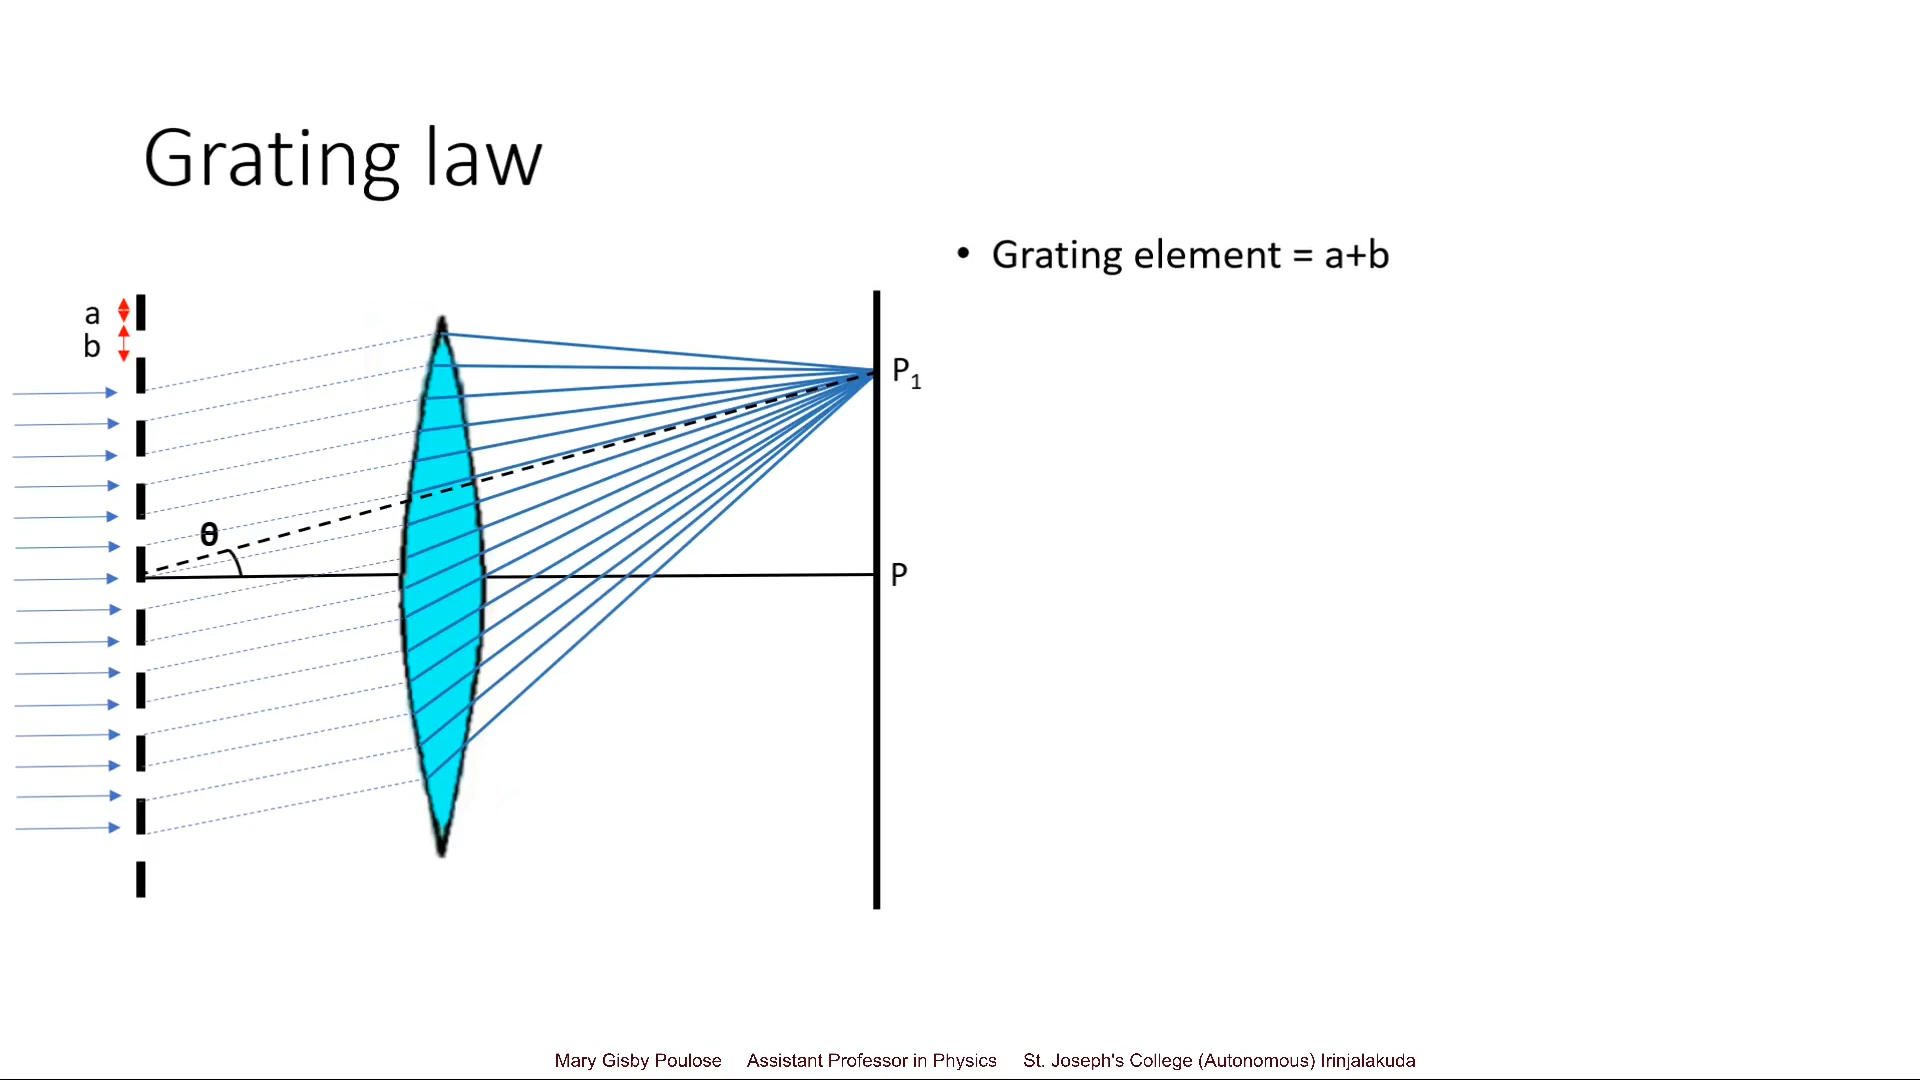 Grating law
• Grating element = a+b
a
b
P₁
θ
P
Mary Gisby Poulose Assistant Professor in Physics St. Joseph's College (Autonomous) Irinjalakuda